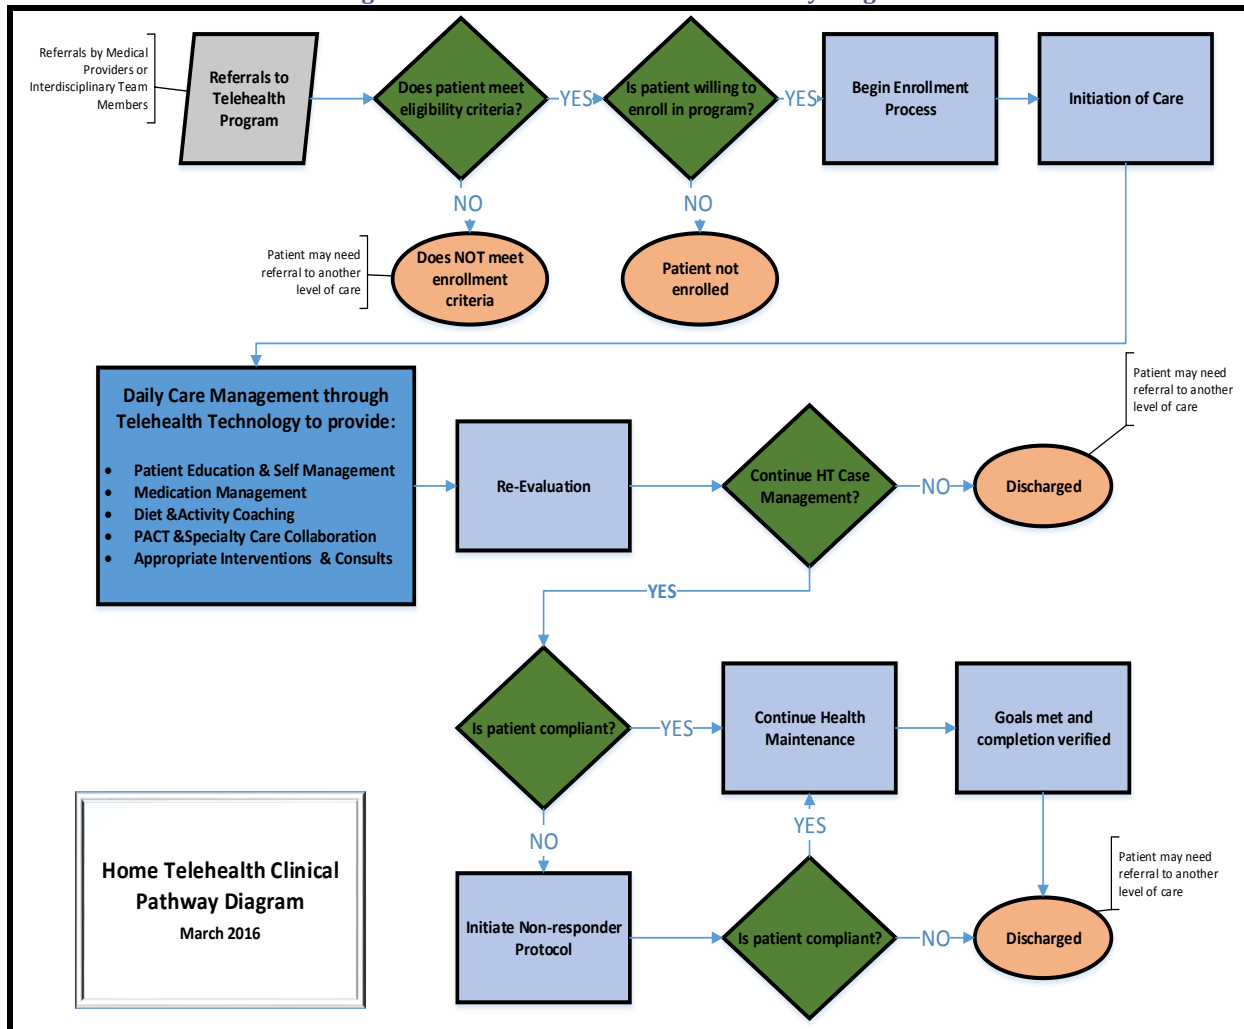 Referrals by Medical
Providers or
Interdisciplinary Team
Members
Referrals to
Telehealth
Program
Does patient meet
eligibility criteria?
YES
Is patient willing to
enroll in program?
YES
Begin Enrollment
Process
Initiation of Care
NO
NO
Patient may need
referral to another
level of care
Does NOT meet
enrollment
criteria
Patient not
enrolled
Daily Care Management through
Telehealth Technology to provide:
• Patient Education & Self Management
• Medication Management
• Diet &Activity Coaching
• PACT &Specialty Care Collaboration
• Appropriate Interventions & Consults
Re-Evaluation
Continue HT Case
Management?
NO
Discharged
Patient may need
referral to another
level of care
YES
Is patient compliant?
YES
Continue Health
Maintenance
Goals met and
completion verified
NO
YES
Initiate Non-responder
Protocol
Is patient compliant?
NO
Discharged
Patient may need
referral to another
level of care
Home Telehealth Clinical
Pathway Diagram
March 2016